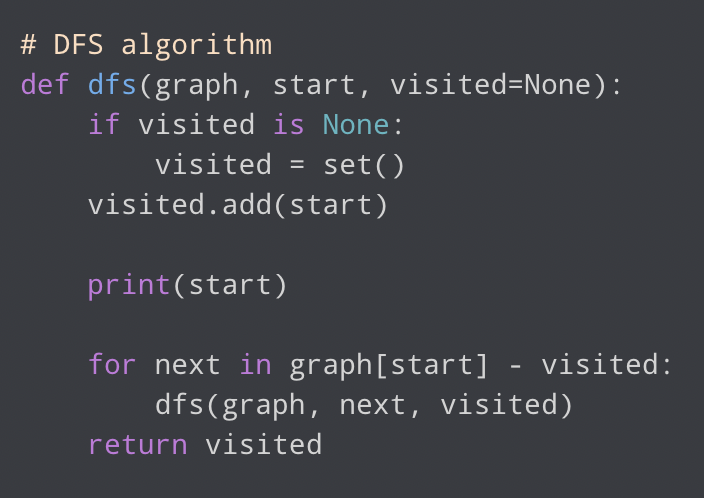 # DFS algorithm
def dfs(graph, start, visited=None):
    if visited is None:
        visited = set()
    visited.add(start)

    print(start)

    for next in graph[start] - visited:
        dfs(graph, next, visited)
    return visited